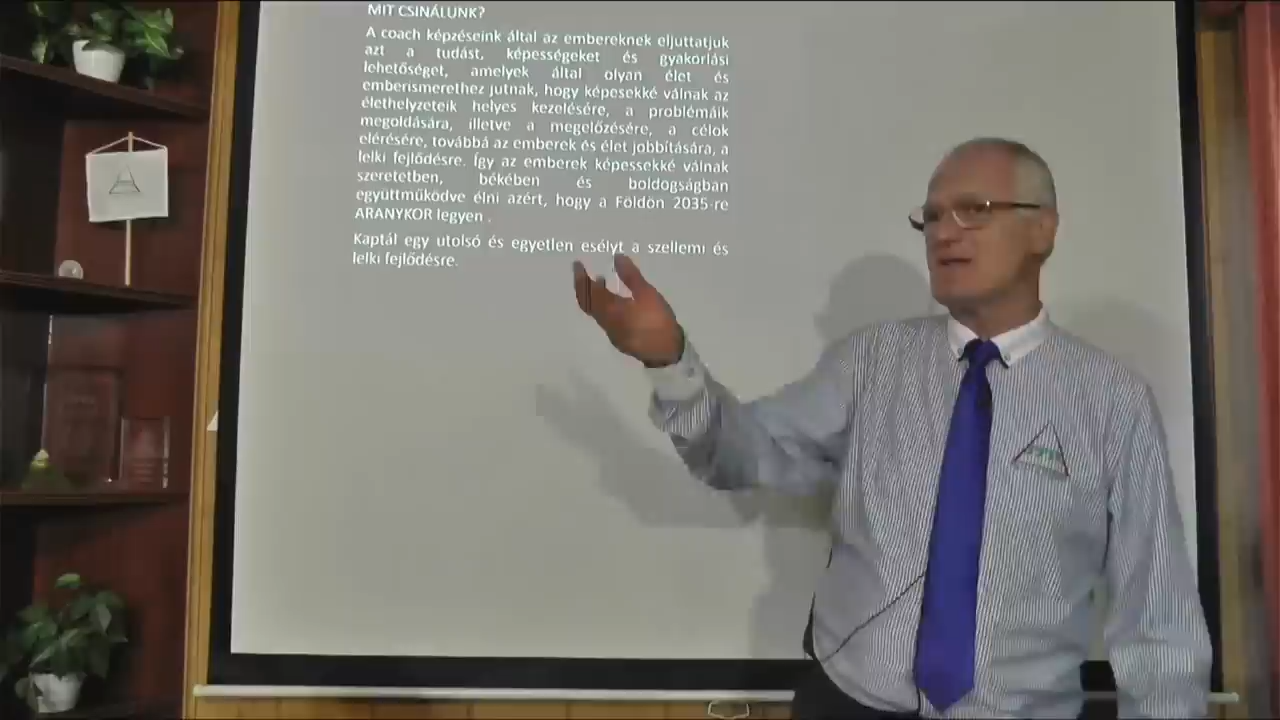 MIT CSINÁLUNK?
A coach képzéseink által az embereknek eljuttatjuk
azt a tudást, képességeket és gyakorlási
lehetőséget, amelyek által olyan élet és
emberismerethez jutnak, hogy képesekké válnak az
élethelyzeteik helyes kezelésére, a problémáik
megoldására, illetve a megelőzésére, a célok
elérésére, továbbá az emberek és élet jobbítására, a
lelki fejlődésre. Így az emberek képessekké válnak
szeretetben, békében és boldogságban
együttműködve élni azért, hogy a Földön 2035-re
ARANYKOR legyen .
Kaptál egy utolsó és egyetlen esélyt a szellemi és
lelki fejlődésre.